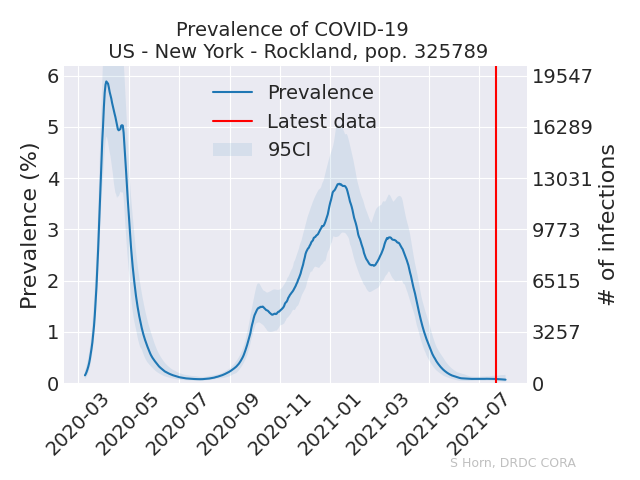 Prevalence of COVID-19
US - New York - Rockland, pop. 325789
Prevalence
Latest data
95CI
Prevalence (%)
6
5
4
3
2
1
0
19547
16289
13031
9773
6515
3257
0
# of infections
2020-03
2020-05
2020-07
2020-09
2020-11
2021-01
2021-03
2021-05
2021-07
S Horn, DRDC CORA